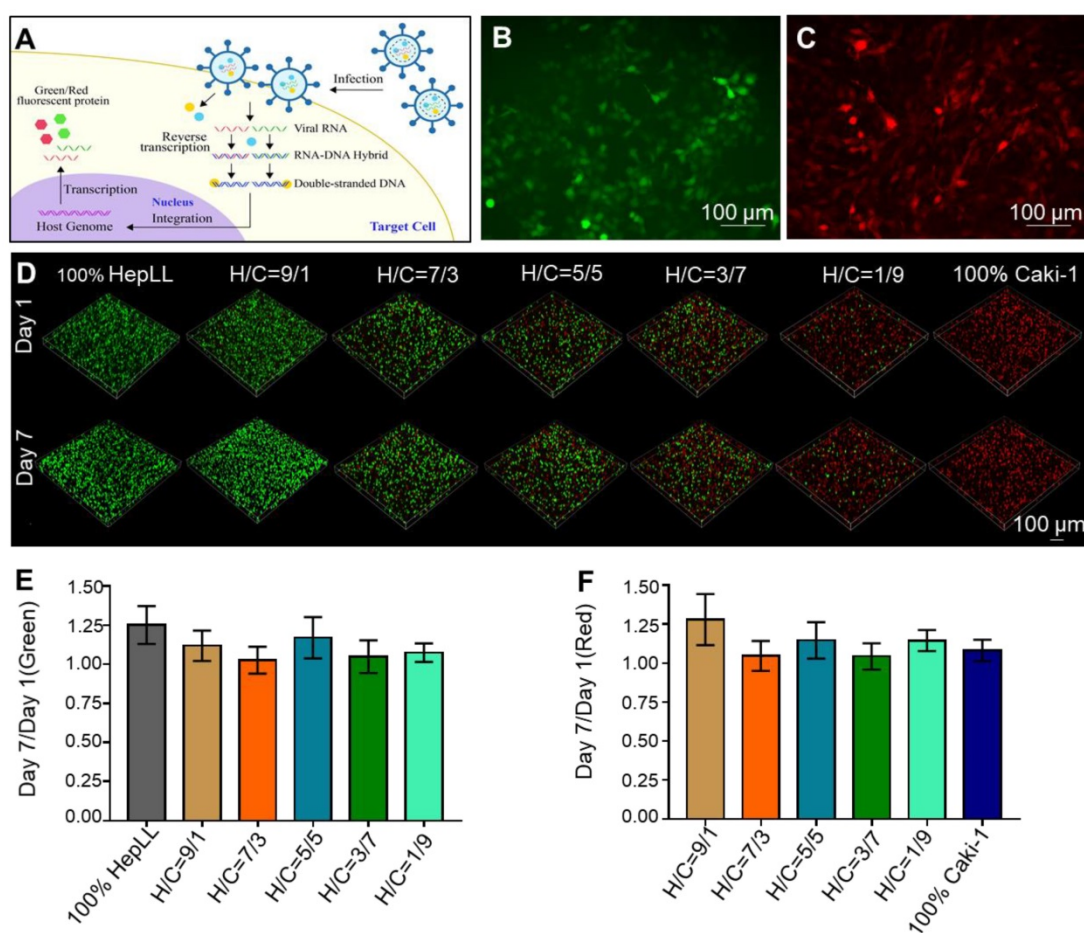 A
Green/Red
fluorescent protein
Infection
Reverse
transcription
Viral RNA
RNA-DNA Hybrid
Double-stranded DNA
Transcription
Nucleus
Integration
Host Genome
Target Cell
B
100 μm
C
100 μm
D
100% HepLL
H/C=9/1
H/C=7/3
H/C=5/5
H/C=3/7
H/C=1/9
100% Caki-1
Day 1
Day 7
100 μm
E
Day 7/Day 1(Green)
1.50
1.25
1.00
0.75
0.50
0.25
0.00
100% HepLL
H/C=9/1
H/C=7/3
H/C=5/5
H/C=3/7
H/C=1/9
F
Day 7/Day 1(Red)
1.50
1.25
1.00
0.75
0.50
0.25
0.00
H/C=9/1
H/C=7/3
H/C=5/5
H/C=3/7
H/C=1/9
100% Caki-1